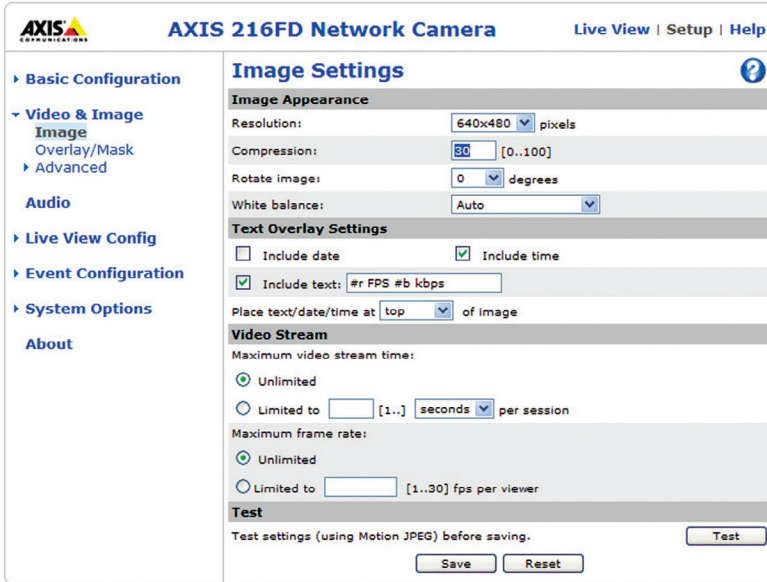 AXIS
COMMUNICATIONS
AXIS 216FD Network Camera
Live View | Setup | Help
Basic Configuration
Video & Image
Image
Overlay/Mask
Advanced
Audio
Live View Config
Event Configuration
System Options
About
Image Settings
?
Image Appearance
Resolution: 640x480 pixels
Compression: 30 [0..100]
Rotate image: 0 degrees
White balance: Auto
Text Overlay Settings
Include date Include time
Include text: #r FPS #b kbps
Place text/date/time at top of image
Video Stream
Maximum video stream time:
Unlimited
Limited to [1..] seconds per session
Maximum frame rate:
Unlimited
Limited to [1..30] fps per viewer
Test
Test settings (using Motion JPEG) before saving. Test
Save Reset